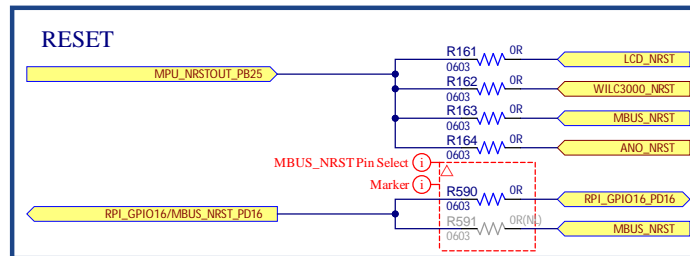 RESET
R161 0R
LCD_NRST
0603
MPU_NRSTOUT_PB25
R162 0R
WILC3000_NRST
0603
R163 0R
MBUS_NRST
0603
R164 0R
ANO_NRST
0603
MBUS_NRST Pin Select i
Marker i
R590 0R
RPI_GPIO16_PD16
0603
RPI_GPIO16/MBUS_NRST_PD16
R591 0R(NL)
MBUS_NRST
0603